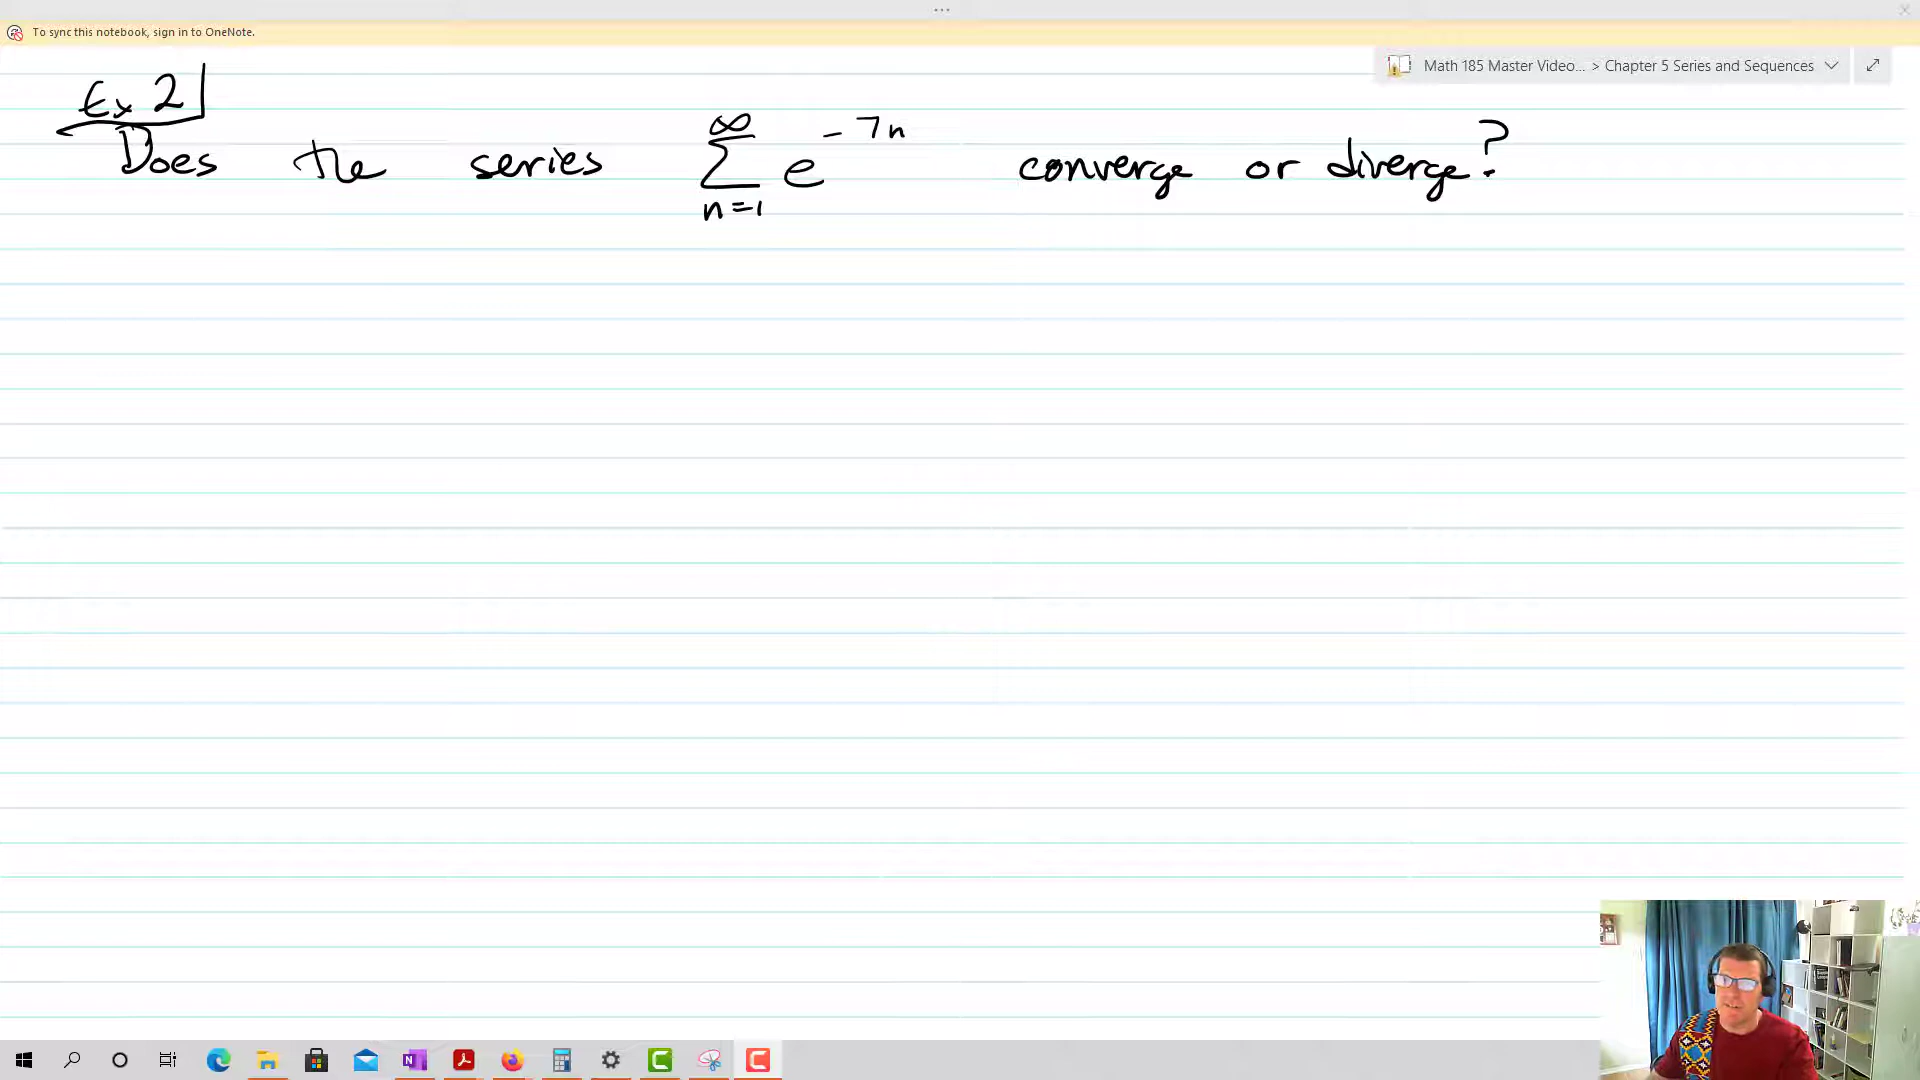 To sync this notebook, sign in to OneNote.
Math 185 Master Video... > Chapter 5 Series and Sequences
Ex 2
Does the series ∑_{n=1}^{∞} e^{-7n} converge or diverge?